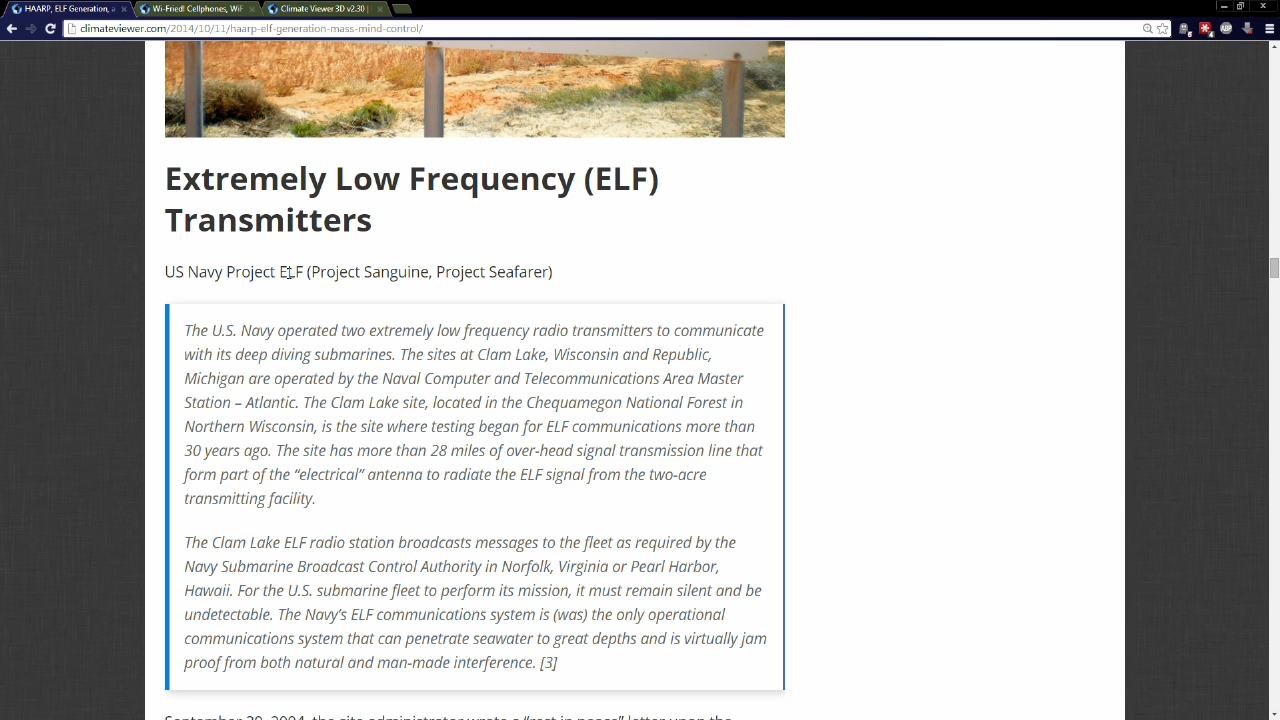 HAARP, ELF Generation, a
Wi-Fried! Cellphones, WiF
Climate Viewer 3D v2.30 |
climateviewer.com/2014/10/11/haarp-elf-generation-mass-mind-control/
Extremely Low Frequency (ELF)
Transmitters
US Navy Project ELF (Project Sanguine, Project Seafarer)
The U.S. Navy operated two extremely low frequency radio transmitters to communicate
with its deep diving submarines. The sites at Clam Lake, Wisconsin and Republic,
Michigan are operated by the Naval Computer and Telecommunications Area Master
Station – Atlantic. The Clam Lake site, located in the Chequamegon National Forest in
Northern Wisconsin, is the site where testing began for ELF communications more than
30 years ago. The site has more than 28 miles of over-head signal transmission line that
form part of the “electrical” antenna to radiate the ELF signal from the two-acre
transmitting facility.
The Clam Lake ELF radio station broadcasts messages to the fleet as required by the
Navy Submarine Broadcast Control Authority in Norfolk, Virginia or Pearl Harbor,
Hawaii. For the U.S. submarine fleet to perform its mission, it must remain silent and be
undetectable. The Navy’s ELF communications system is (was) the only operational
communications system that can penetrate seawater to great depths and is virtually jam
proof from both natural and man-made interference. [3]
September 30, 2004, the site administrator wrote a “rest in peace” letter upon the